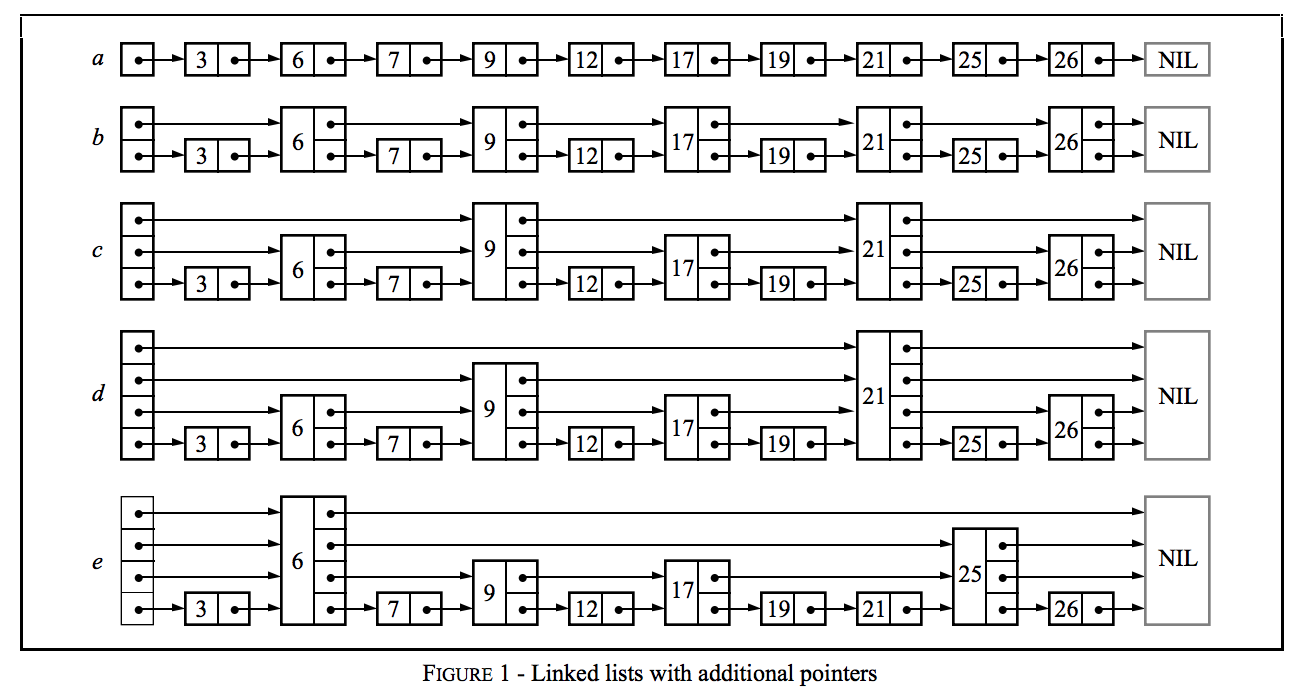 a 3 6 7 9 12 17 19 21 25 26 NIL
b 3 6 7 9 12 17 19 21 25 26 NIL
c 3 6 7 9 12 17 19 21 25 26 NIL
d 3 6 7 9 12 17 19 21 25 26 NIL
e 3 6 7 9 12 17 19 21 25 26 NIL
FIGURE 1 - Linked lists with additional pointers